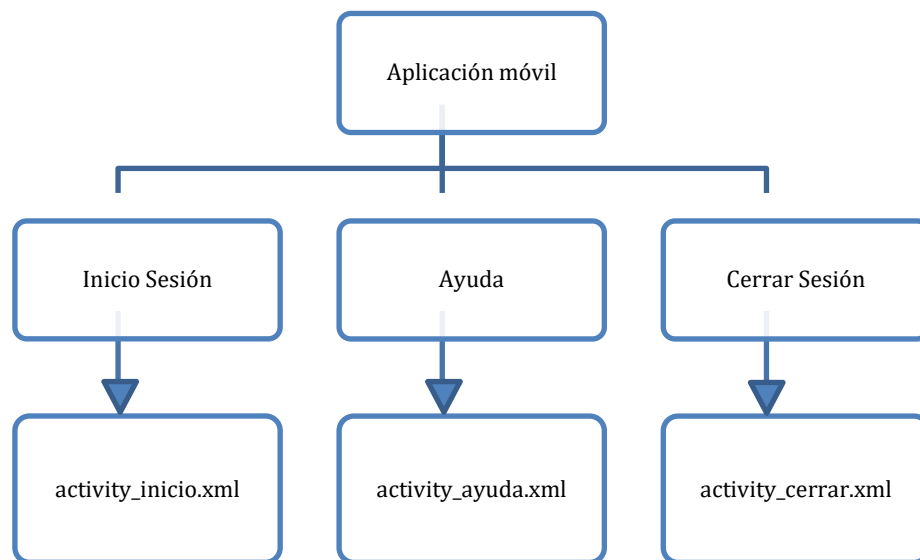 Aplicación móvil
Inicio Sesión
Ayuda
Cerrar Sesión
activity_inicio.xml
activity_ayuda.xml
activity_cerrar.xml